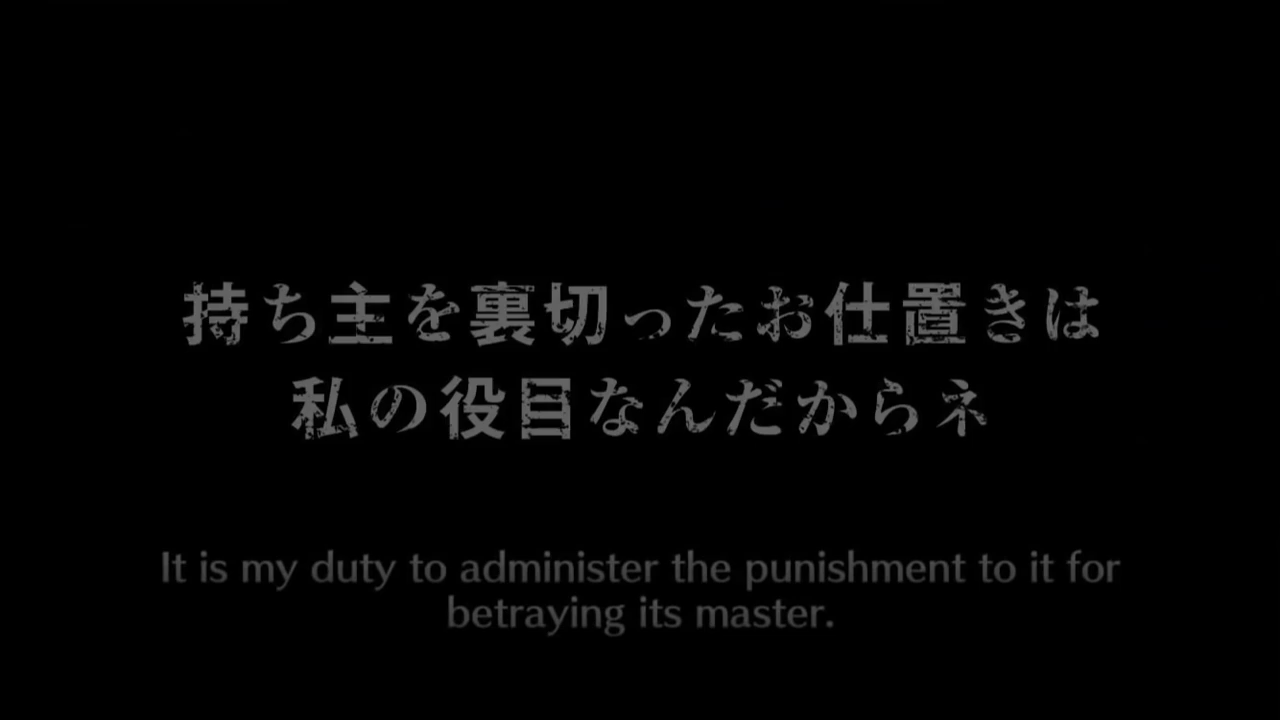 持ち主を裏切ったお仕置きは
私の役目なんだからネ
It is my duty to administer the punishment to it for
betraying its master.